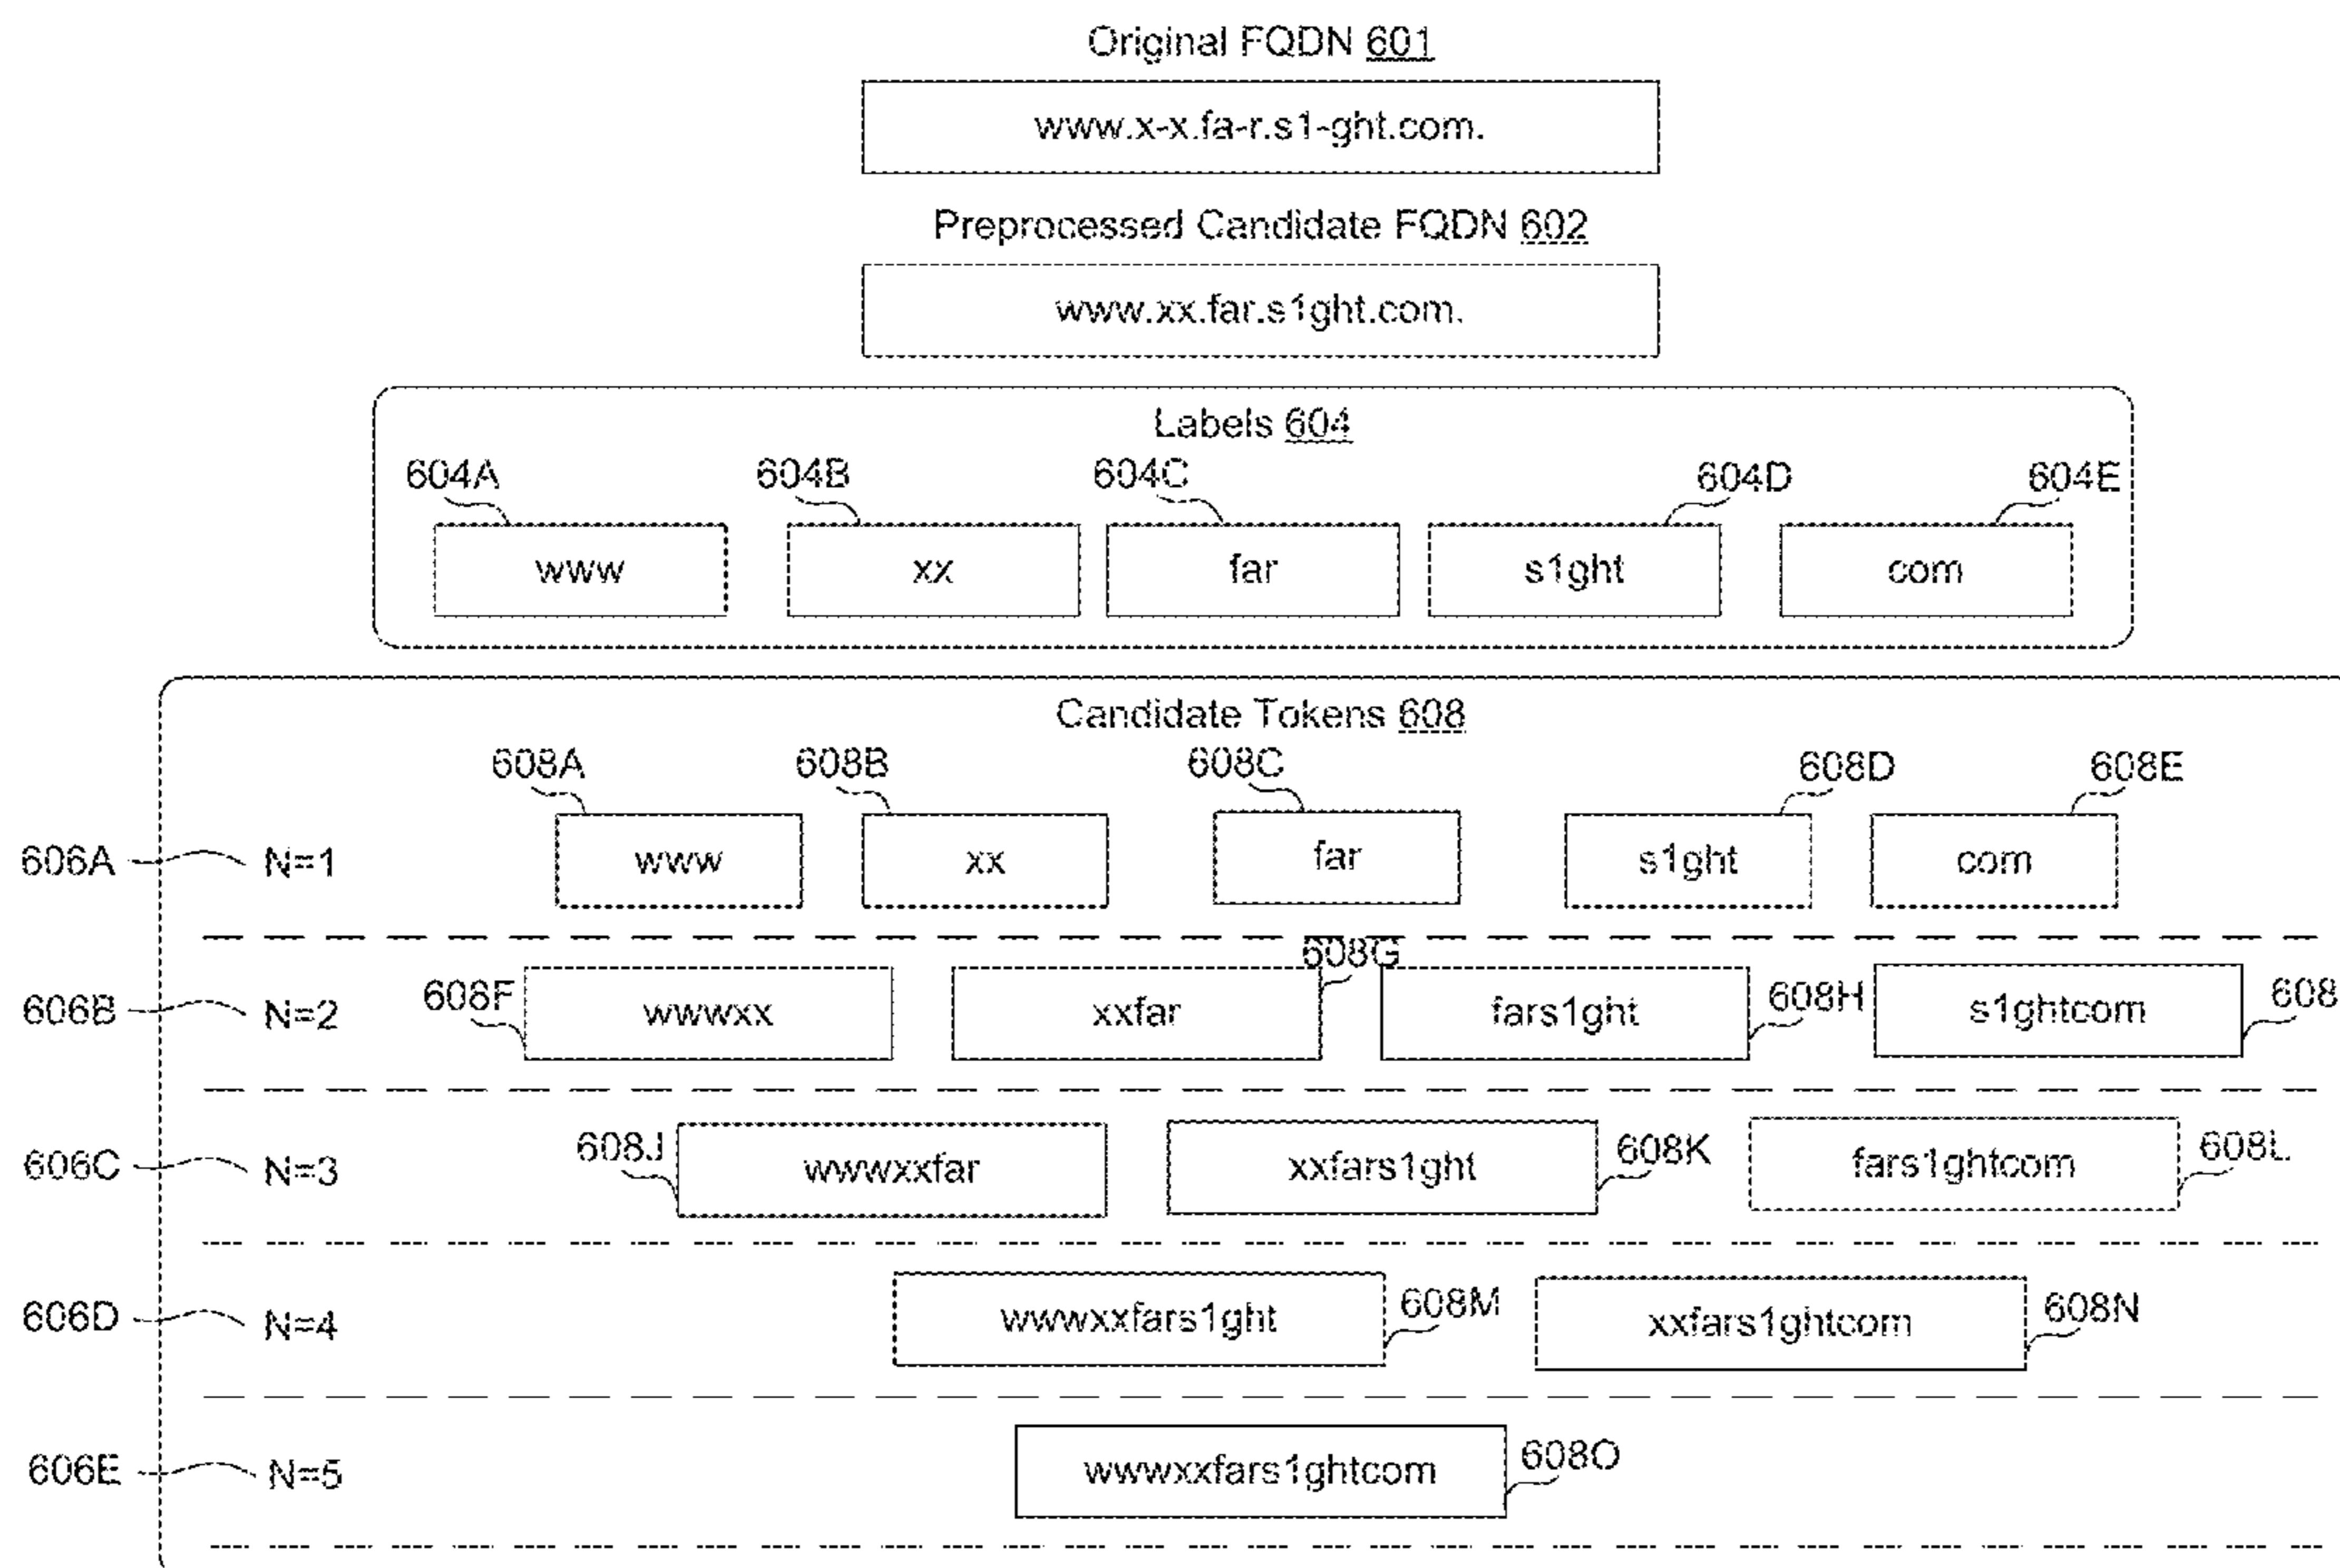 Original FQDN 601
www.x-x.fa-r.s1-ght.com.
Preprocessed Candidate FQDN 602
www.xx.far.s1ght.com.
Labels 604
604A 604B 604C 604D 604E
www xx far s1ght com
Candidate Tokens 608
608A 608B 608C 608D 608E
606A N=1 www xx far s1ght com
606B N=2 608F wwwxx xxfar 608G fars1ght 608H s1ghtcom 608
606C N=3 608J wwwxxfar xxfars1ght 608K fars1ghtcom 608L
606D N=4 wwwxxfars1ght 608M xxfars1ghtcom 608N
606E N=5 wwwxxfars1ghtcom 608O